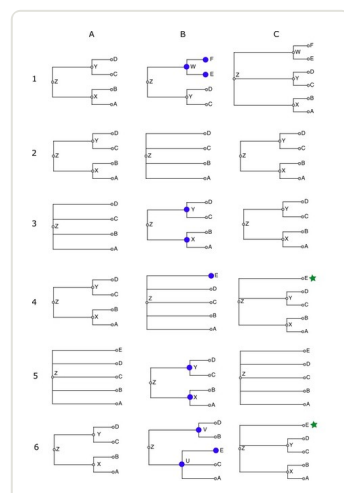 A B C
D F F
Y W E
C E W
Z Z Z D
B D Y
X Y C
A C B
X
A
1
D D D
Y C Y
C Z C
Z B Z B
B A X
X A
A
2
D D D
C Y Y
Z C C
B Z B Z B
A X X
A A
3
D E E
Y D D
C Z C Y
Z B Z C
B A B
X X
A A
4
E D E
D Y D
Z C Z
C Z C
B B B
A X A
A
5
D D E
Y V D
C B Y
Z Z E Z C
B U B
X C X
A A A
6